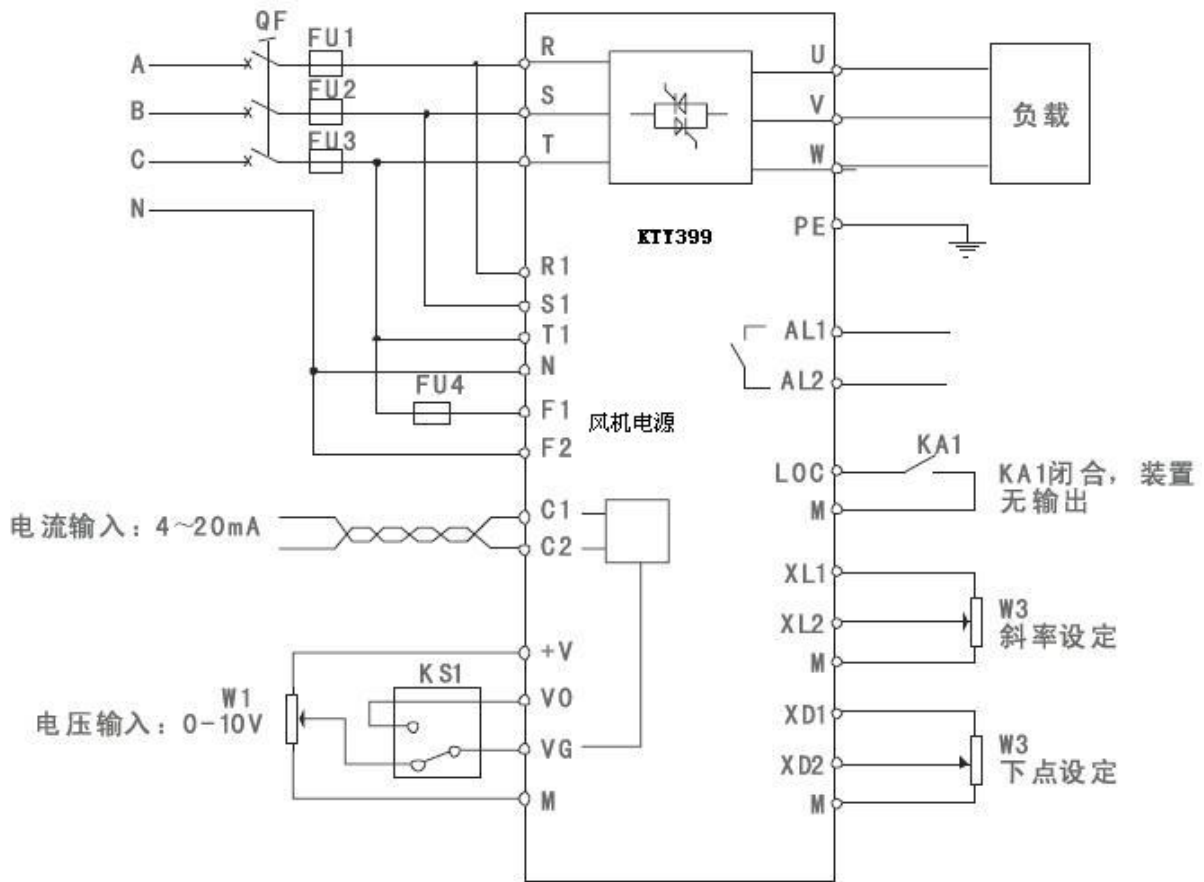 QF
A
FU1
R
U
B
FU2
S
V
负载
C
FU3
T
W
N
KTY399
PE
R1
S1
T1
AL1
N
AL2
FU4
F1
风机电源
F2
KA1
LOC
KA1闭合，装置
无输出
M
电流输入：4～20mA
C1
C2
XL1
XL2
W3
斜率设定
M
+V
KS1
W1
VO
电压输入：0-10V
VG
M
XD1
XD2
W3
下点设定
M